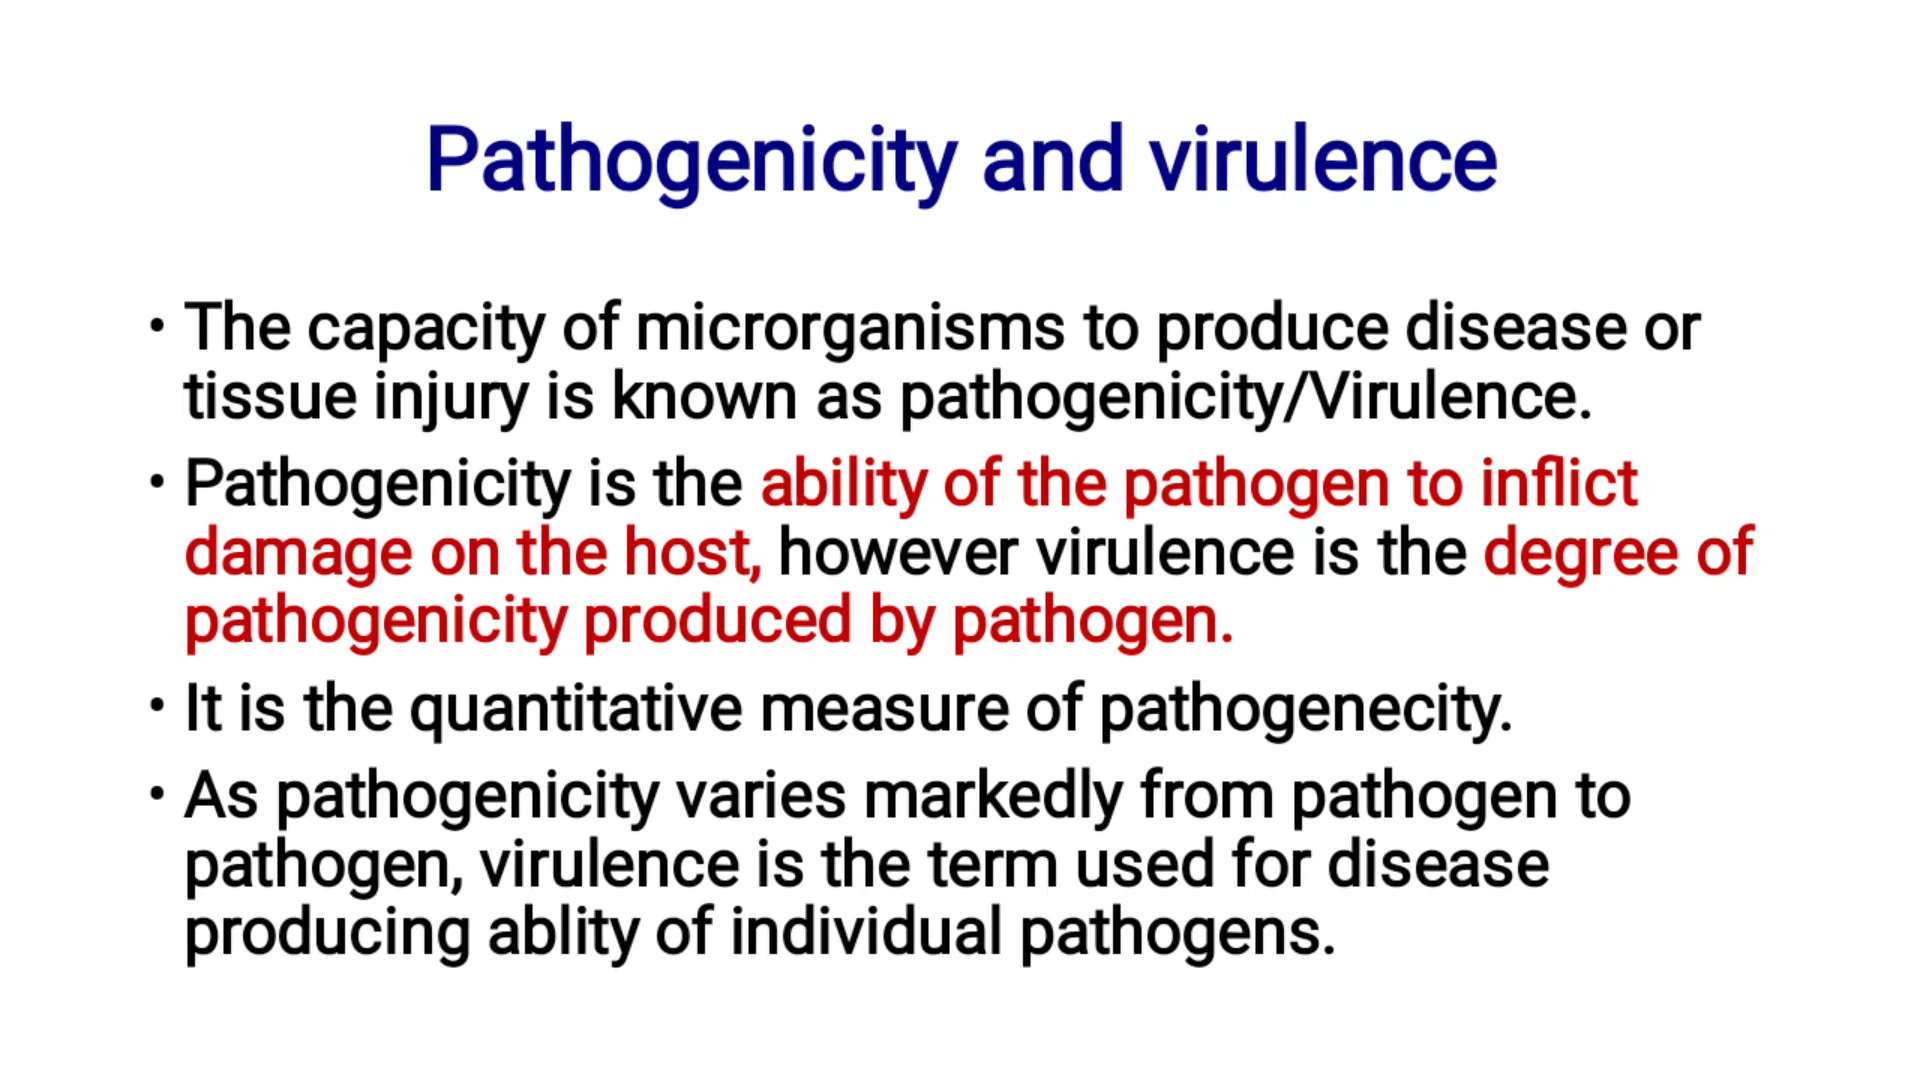 Pathogenicity and virulence
• The capacity of microrganisms to produce disease or
tissue injury is known as pathogenicity/Virulence.
• Pathogenicity is the ability of the pathogen to inflict
damage on the host, however virulence is the degree of
pathogenicity produced by pathogen.
• It is the quantitative measure of pathogenecity.
• As pathogenicity varies markedly from pathogen to
pathogen, virulence is the term used for disease
producing ablity of individual pathogens.